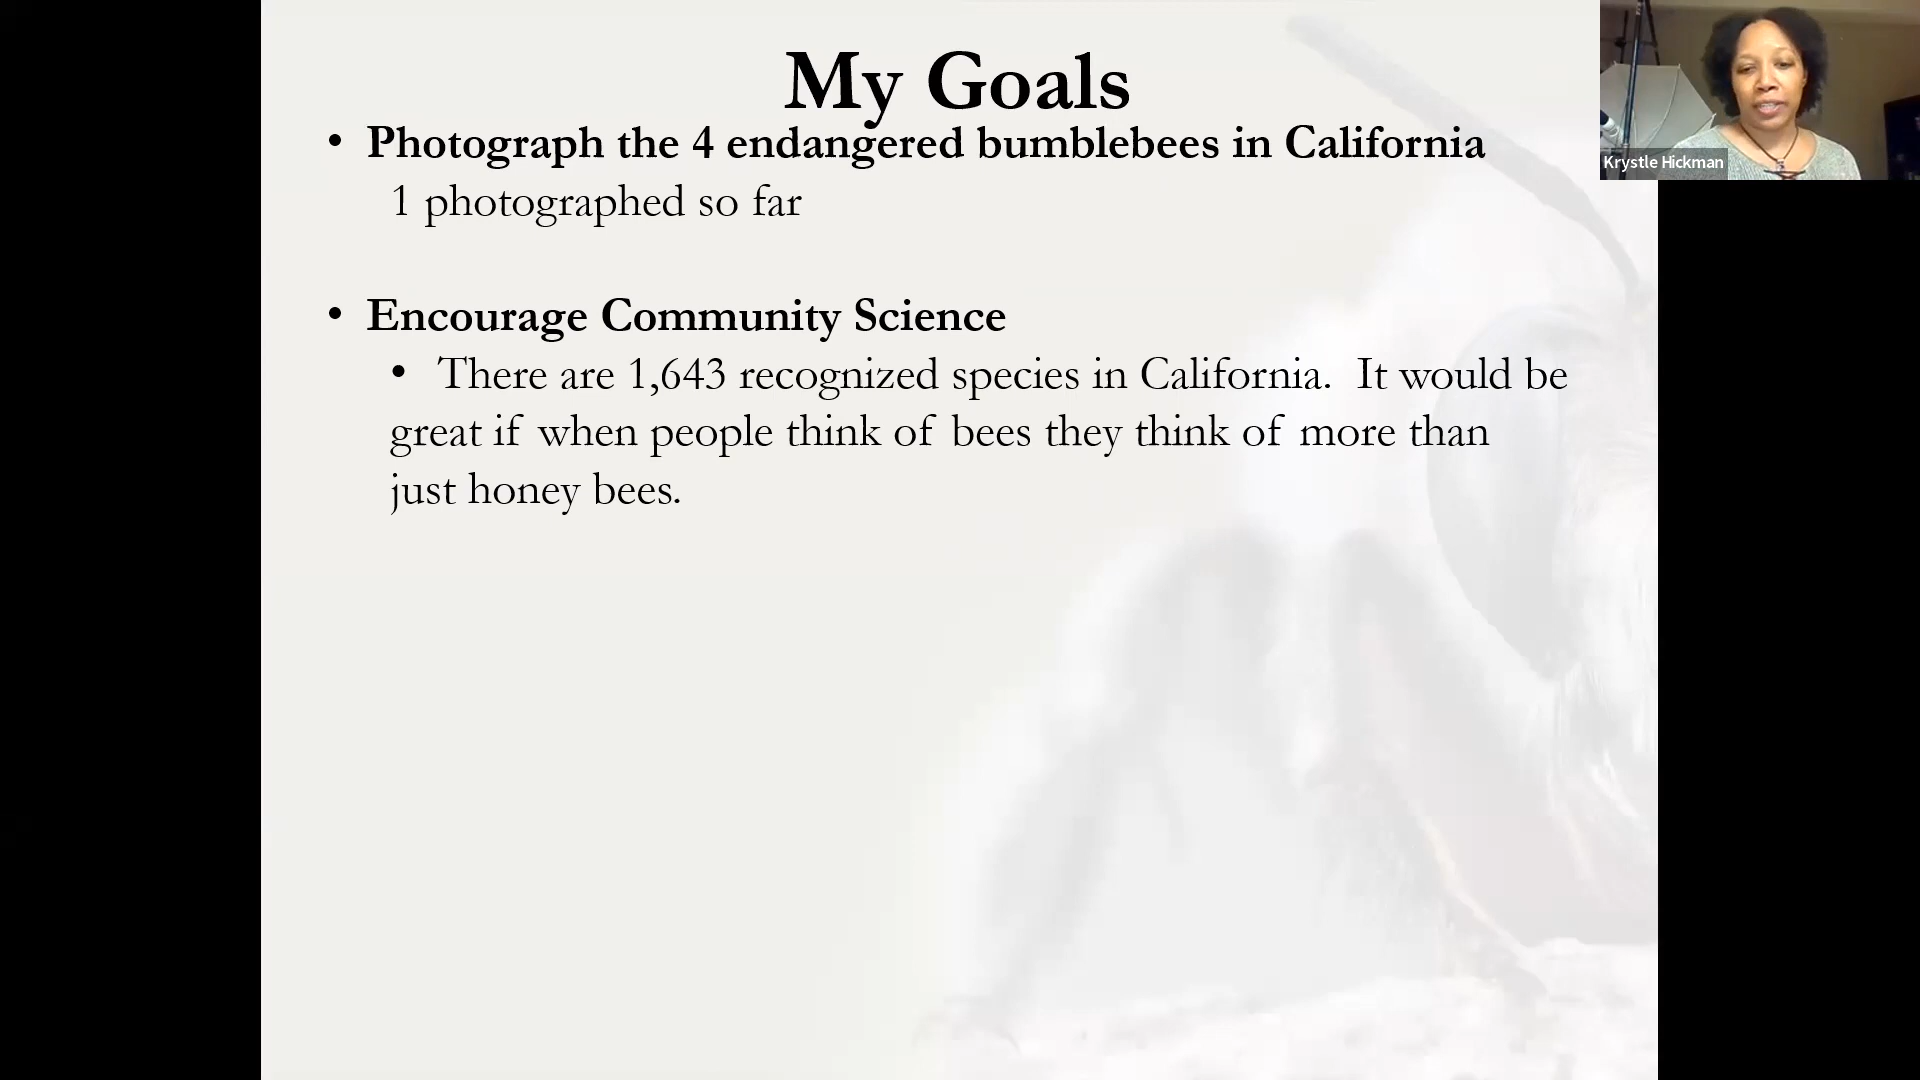 My Goals
• Photograph the 4 endangered bumblebees in California
1 photographed so far
• Encourage Community Science
• There are 1,643 recognized species in California.  It would be
great if when people think of bees they think of more than
just honey bees.
Krystle Hickman